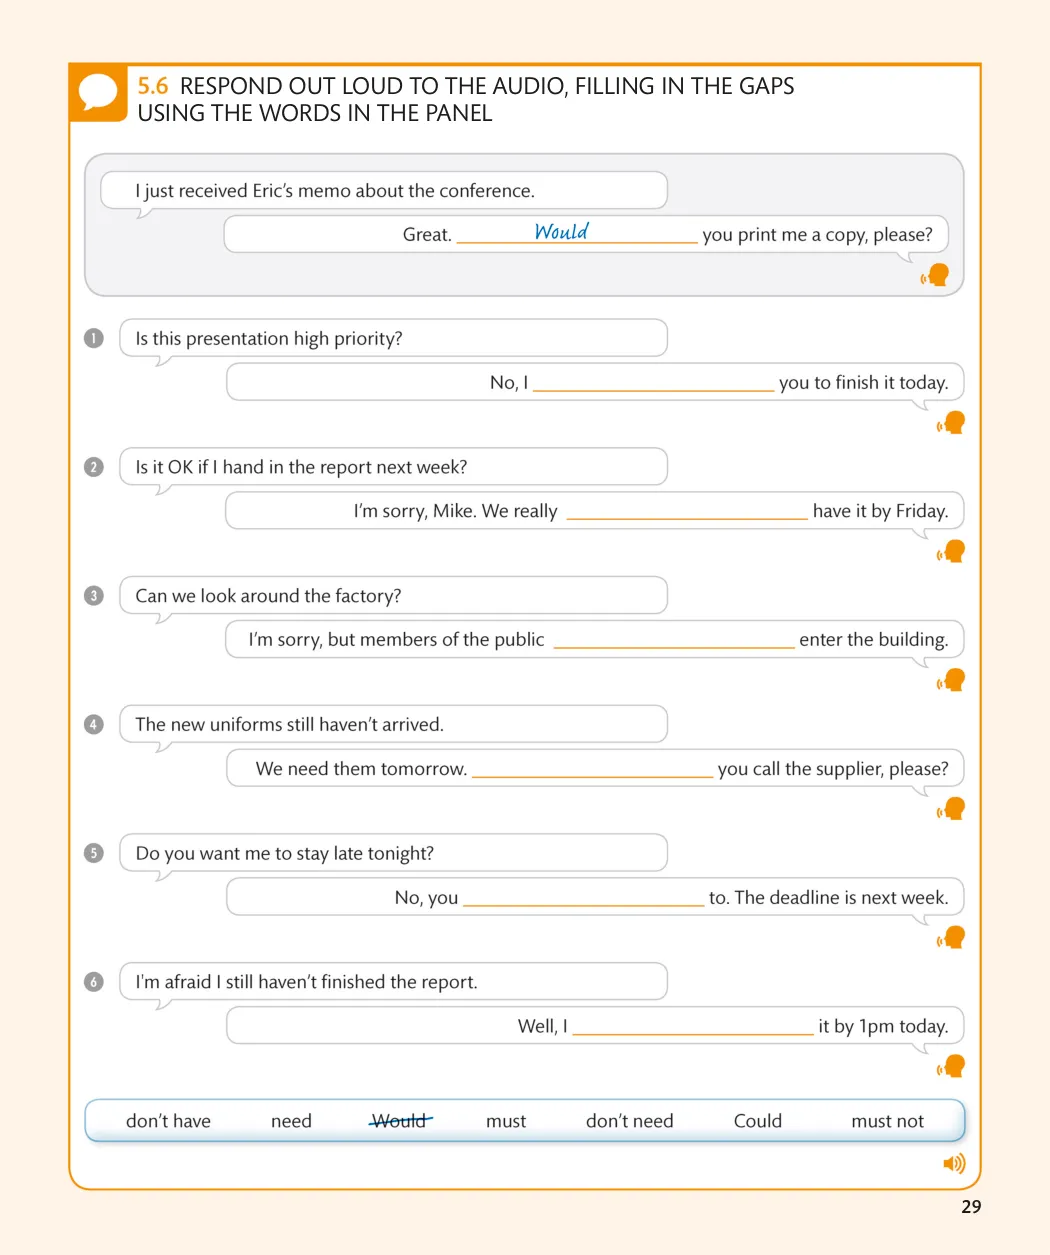 5.6 RESPOND OUT LOUD TO THE AUDIO, FILLING IN THE GAPS
USING THE WORDS IN THE PANEL
I just received Eric’s memo about the conference.
Great. Would you print me a copy, please?
1 Is this presentation high priority?
No, I ____ you to finish it today.
2 Is it OK if I hand in the report next week?
I’m sorry, Mike. We really ____ have it by Friday.
3 Can we look around the factory?
I’m sorry, but members of the public ____ enter the building.
4 The new uniforms still haven’t arrived.
We need them tomorrow. ____ you call the supplier, please?
5 Do you want me to stay late tonight?
No, you ____ to. The deadline is next week.
6 I'm afraid I still haven’t finished the report.
Well, I ____ it by 1pm today.
don’t have need Would must don’t need Could must not
29